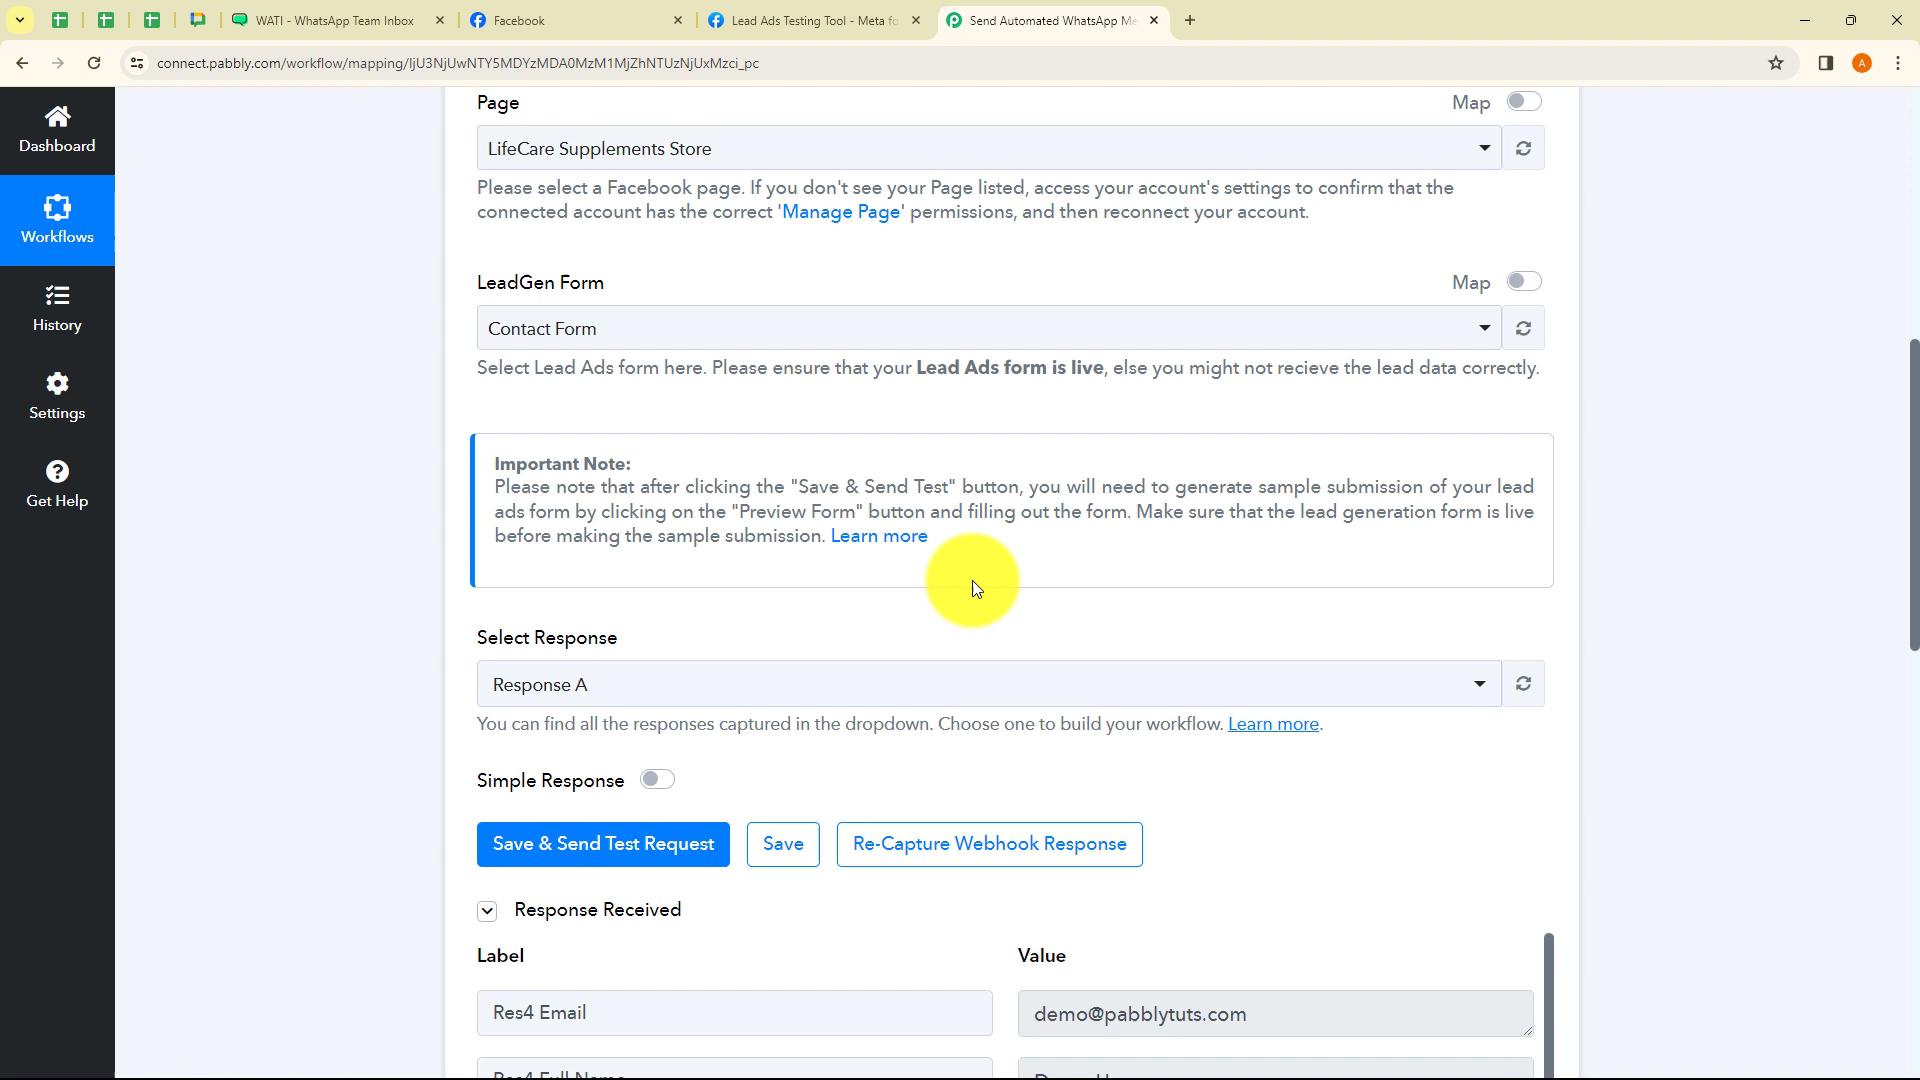 WATI - WhatsApp Team Inbox
Facebook
Lead Ads Testing Tool - Meta fo
Send Automated WhatsApp Me
connect.pabbly.com/workflow/mapping/IjU3NjUwNTY5MDYzMDA0MzM1MjZhNTUzNjUxMzci_pc
A
Dashboard
Workflows
History
Settings
Get Help
Page
Map
LifeCare Supplements Store
Please select a Facebook page. If you don't see your Page listed, access your account's settings to confirm that the
connected account has the correct 'Manage Page' permissions, and then reconnect your account.
LeadGen Form
Map
Contact Form
Select Lead Ads form here. Please ensure that your Lead Ads form is live, else you might not recieve the lead data correctly.
Important Note:
Please note that after clicking the "Save & Send Test" button, you will need to generate sample submission of your lead
ads form by clicking on the "Preview Form" button and filling out the form. Make sure that the lead generation form is live
before making the sample submission. Learn more
Select Response
Response A
You can find all the responses captured in the dropdown. Choose one to build your workflow. Learn more.
Simple Response
Save & Send Test Request
Save
Re-Capture Webhook Response
Response Received
Label
Value
Res4 Email
demo@pabblytuts.com
Res4 Full Name